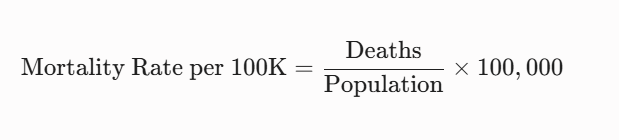 Mortality Rate per 100K = Deaths / Population × 100,000